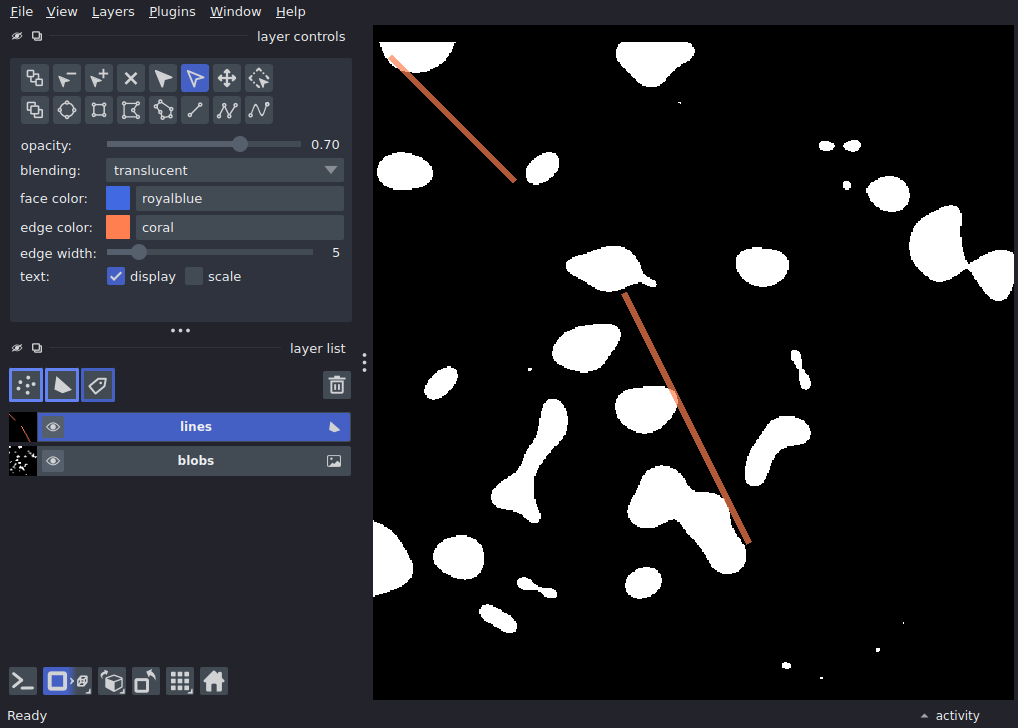 File View Layers Plugins Window Help
layer controls
opacity: 0.70
blending: translucent
face color: royalblue
edge color: coral
edge width: 5
text: display scale
layer list
lines
blobs
Ready activity